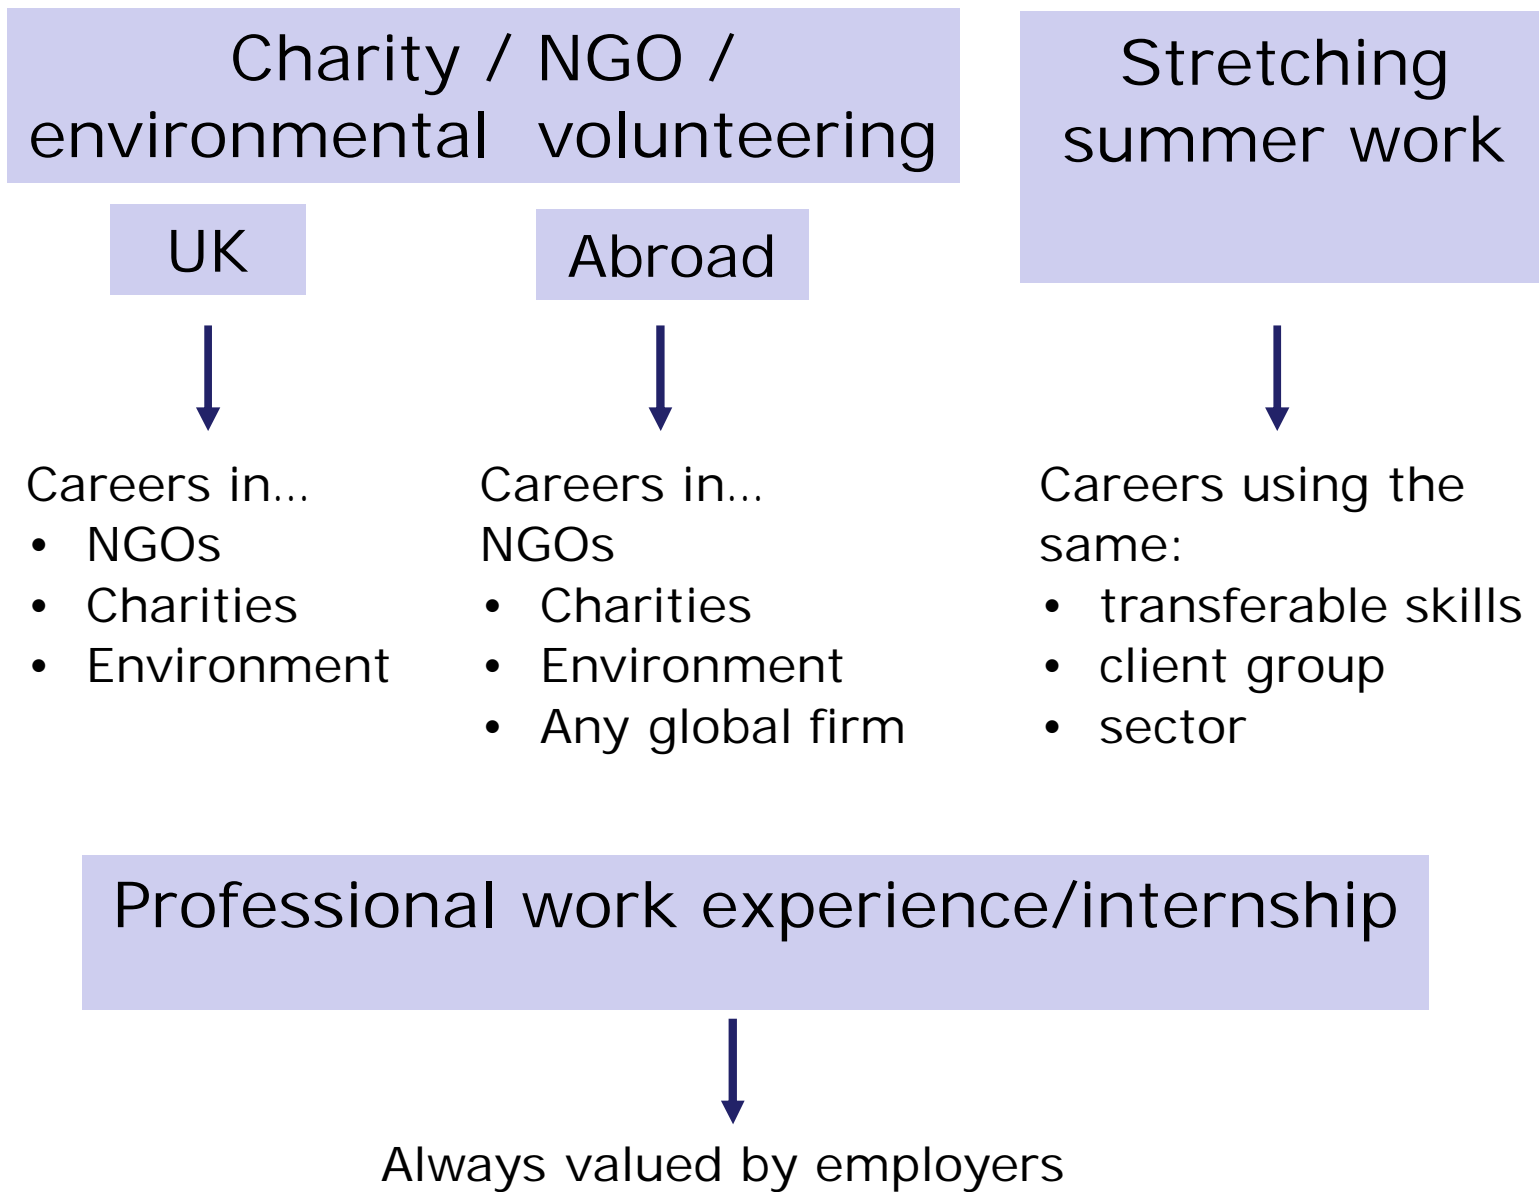 Charity / NGO /
environmental volunteering
UK
Abroad
Stretching
summer work
Careers in...
• NGOs
• Charities
• Environment
Careers in...
NGOs
• Charities
• Environment
• Any global firm
Careers using the
same:
• transferable skills
• client group
• sector
Professional work experience/internship
Always valued by employers